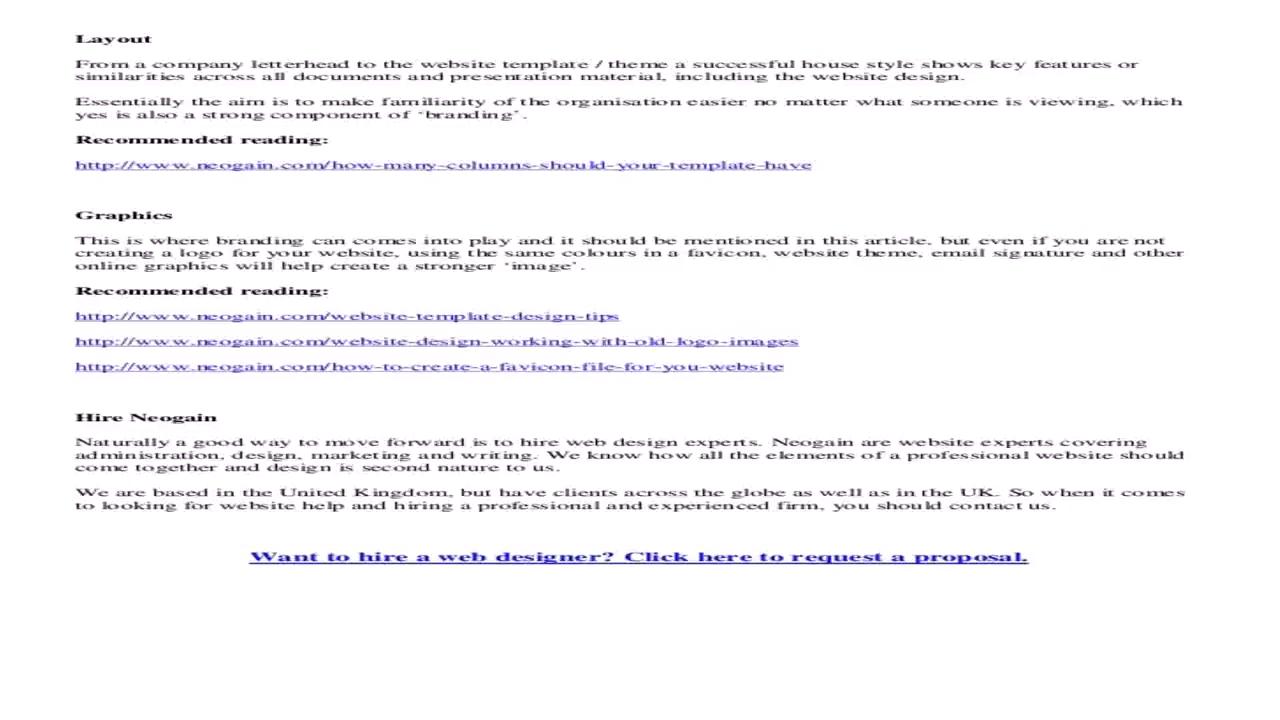 Layout
From a company letterhead to the website template / theme a successful house style shows key features or
similarities across all documents and presentation material, including the website design.
Essentially the aim is to make familiarity of the organisation easier no matter what someone is viewing, which
yes is also a strong component of ‘branding’.
Recommended reading:
http://www.neogain.com/how-many-columns-should-your-template-have
Graphics
This is where branding can comes into play and it should be mentioned in this article, but even if you are not
creating a logo for your website, using the same colours in a favicon, website theme, email signature and other
online graphics will help create a stronger ‘image’.
Recommended reading:
http://www.neogain.com/website-template-design-tips
http://www.neogain.com/website-design-working-with-old-logo-images
http://www.neogain.com/how-to-create-a-favicon-file-for-you-website
Hire Neogain
Naturally a good way to move forward is to hire web design experts. Neogain are website experts covering
administration, design, marketing and writing. We know how all the elements of a professional website should
come together and design is second nature to us.
We are based in the United Kingdom, but have clients across the globe as well as in the UK. So when it comes
to looking for website help and hiring a professional and experienced firm, you should contact us.
Want to hire a web designer? Click here to request a proposal.